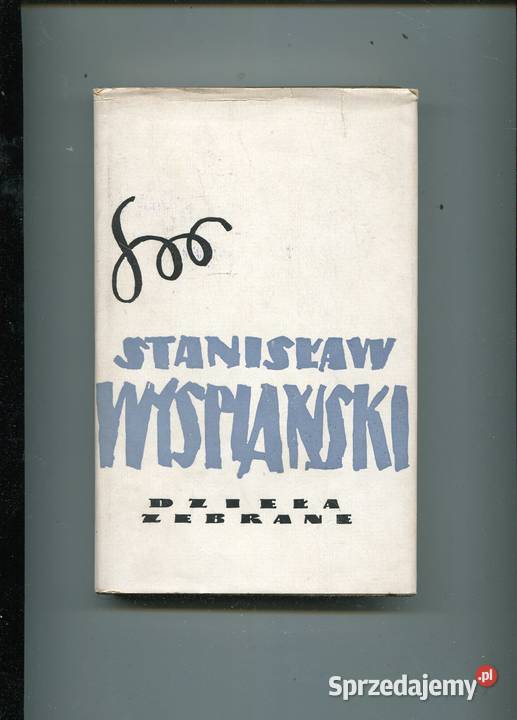 STANISŁAW
WYSPIAŃSKI
DZIEŁA
ZEBRANE
Sprzedajemy.pl